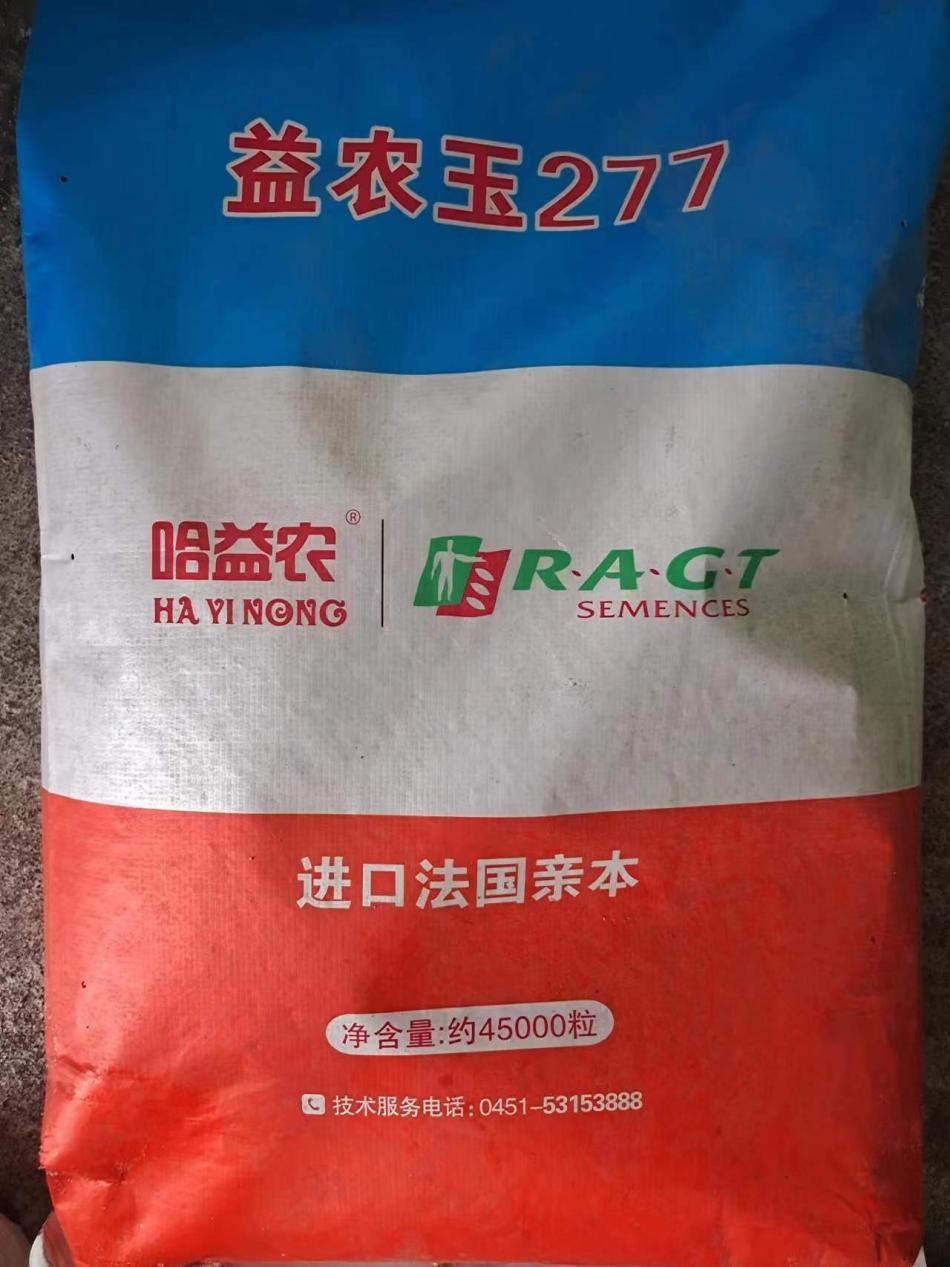 益农玉277
哈益农®
HA YI NONG
R·A·G·T
SEMENCES
进口法国亲本
净含量:约45000粒
技术服务电话:0451-53153888